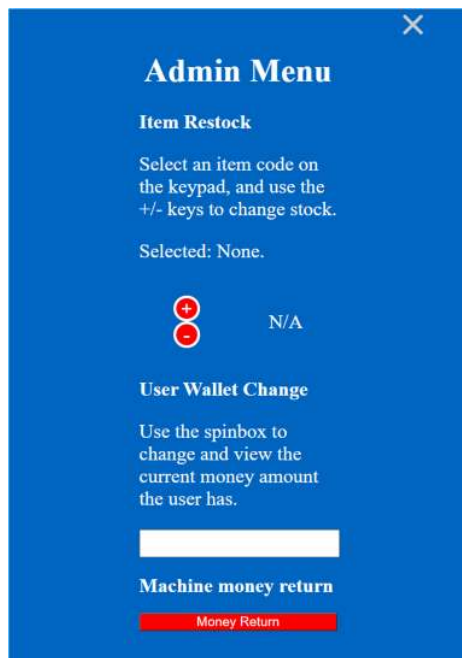 Admin Menu
Item Restock
Select an item code on
the keypad, and use the
+/- keys to change stock.
Selected: None.
+
N/A
-
User Wallet Change
Use the spinbox to
change and view the
current money amount
the user has.
Machine money return
Money Return